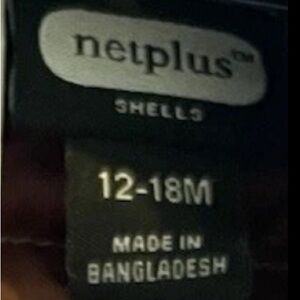 netplus™
SHELLS
12-18M
MADE IN
BANGLADESH